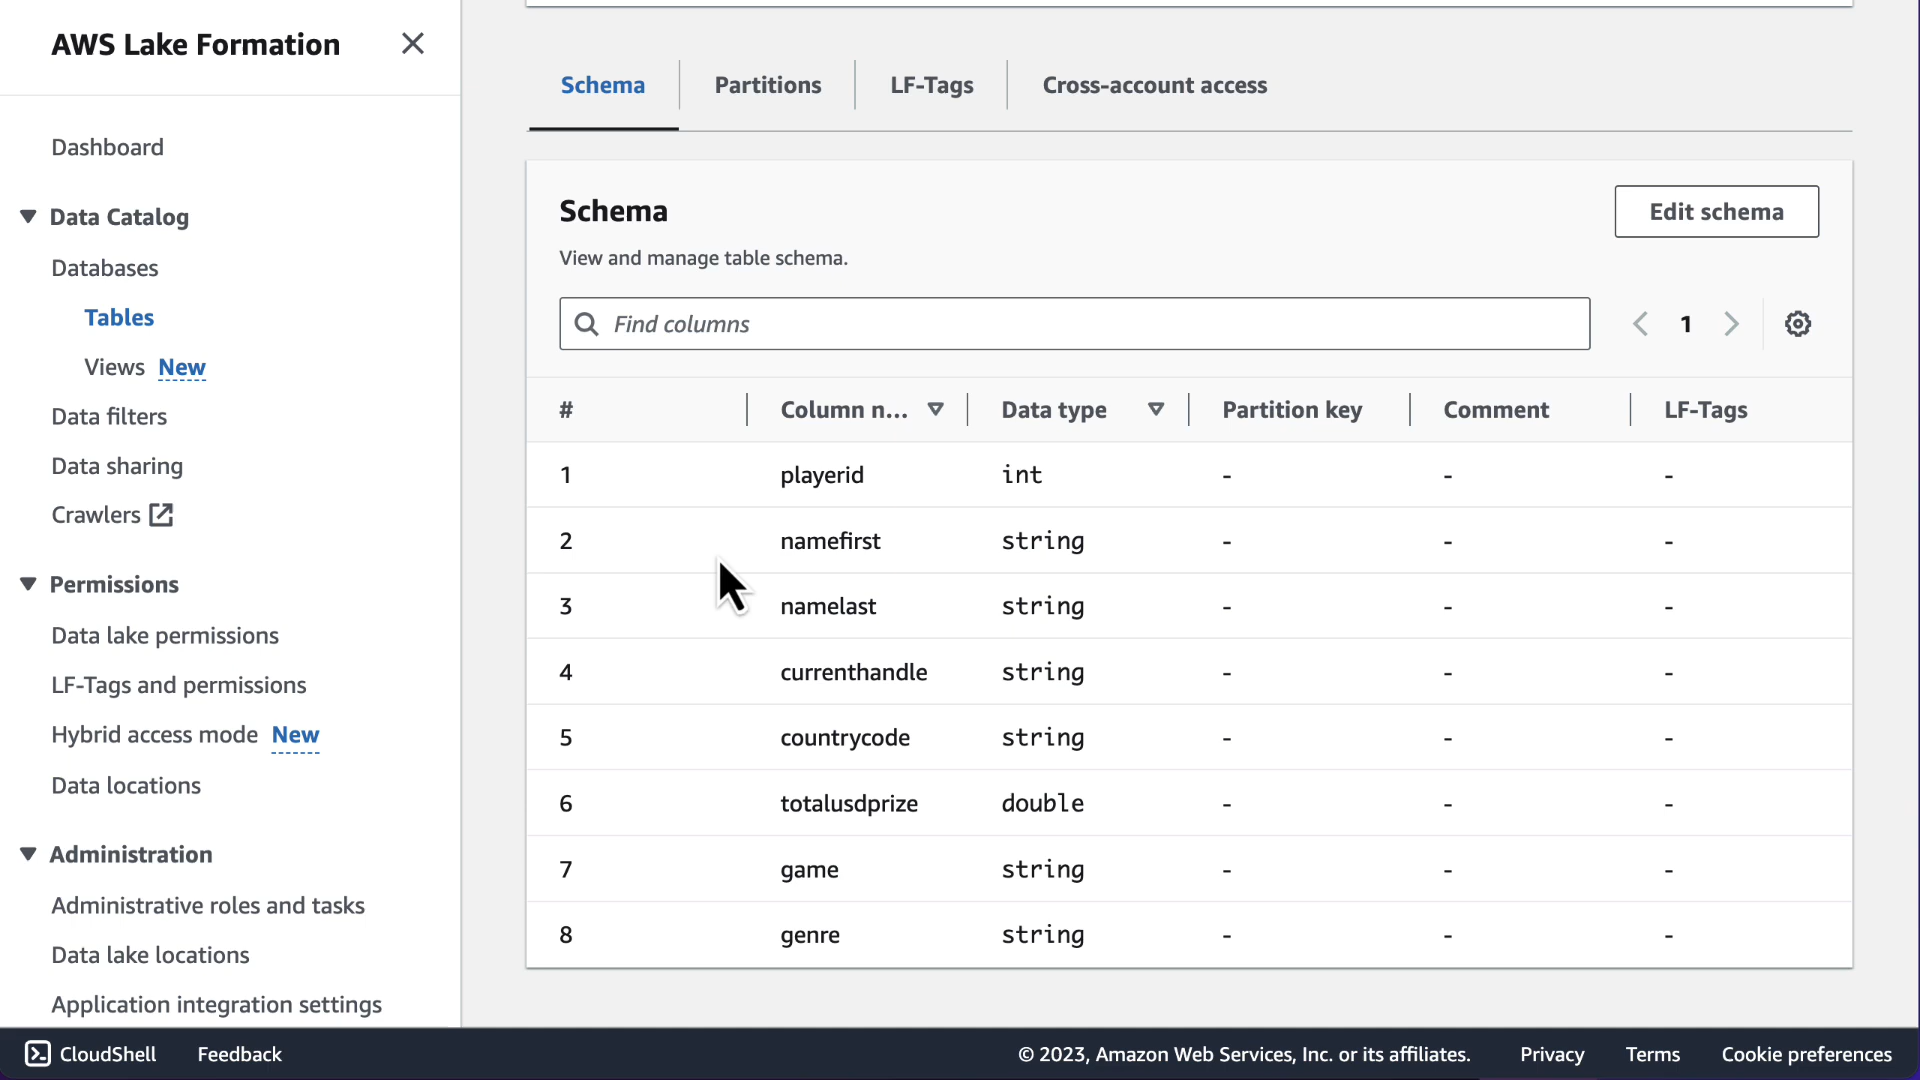 AWS Lake Formation
Dashboard
Data Catalog
Databases
Tables
Views New
Data filters
Data sharing
Crawlers
Permissions
Data lake permissions
LF-Tags and permissions
Hybrid access mode New
Data locations
Administration
Administrative roles and tasks
Data lake locations
Application integration settings
Schema Partitions LF-Tags Cross-account access
Schema
Edit schema
View and manage table schema.
Find columns
1
# Column n... Data type Partition key Comment LF-Tags
1 playerid int - - -
2 namefirst string - - -
3 namelast string - - -
4 currenthandle string - - -
5 countrycode string - - -
6 totalusdprize double - - -
7 game string - - -
8 genre string - - -
CloudShell Feedback © 2023, Amazon Web Services, Inc. or its affiliates. Privacy Terms Cookie preferences